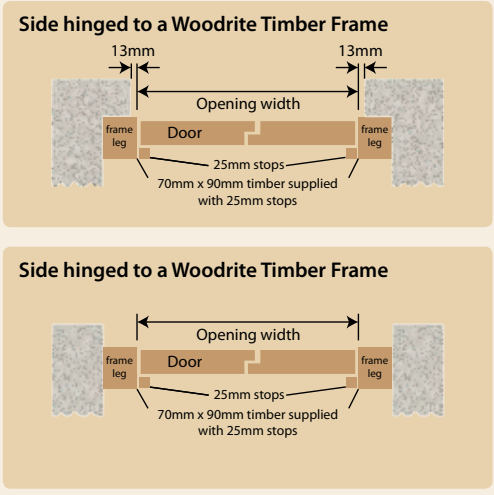 Side hinged to a Woodrite Timber Frame
13mm 13mm
Opening width
frame leg
Door
frame leg
25mm stops
70mm x 90mm timber supplied
with 25mm stops
Side hinged to a Woodrite Timber Frame
Opening width
frame leg
Door
frame leg
25mm stops
70mm x 90mm timber supplied
with 25mm stops